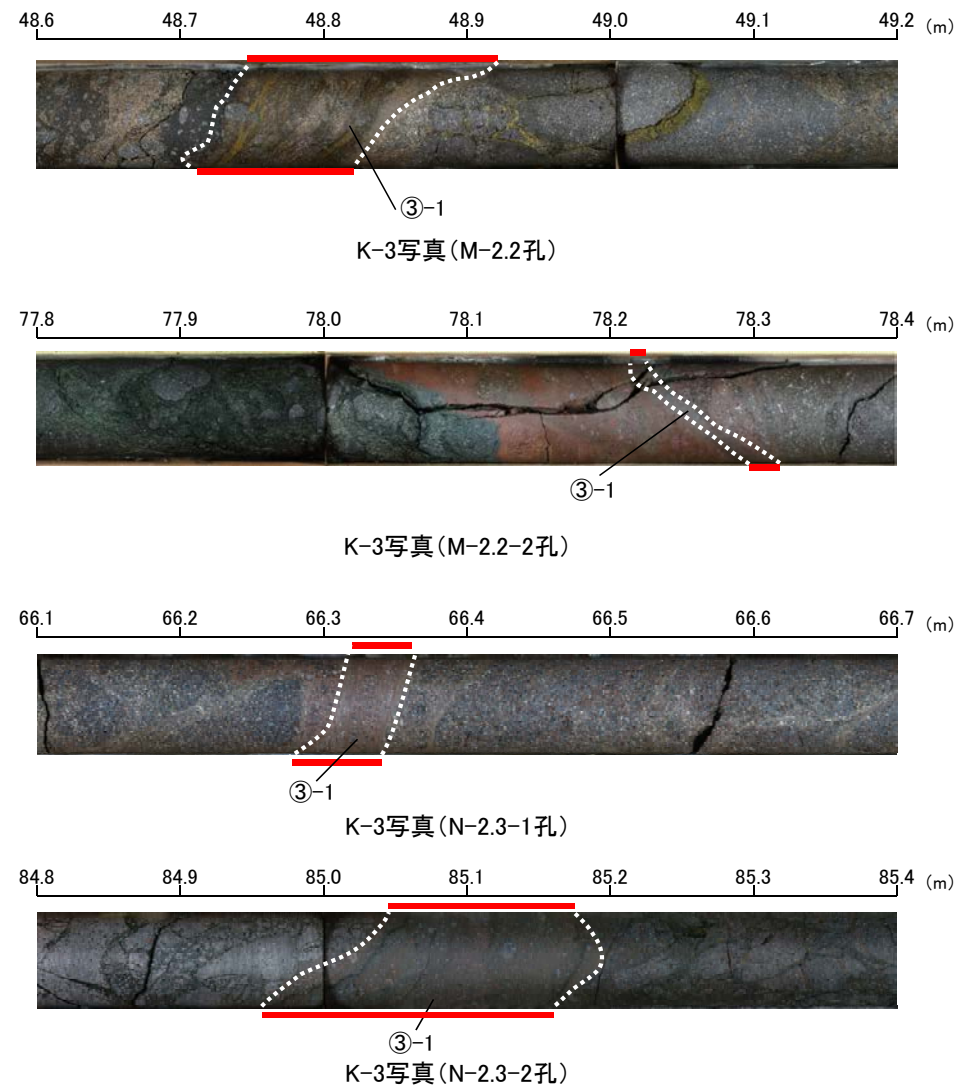 48.6 48.7 48.8 48.9 49.0 49.1 49.2 (m)
③-1
K-3写真(M-2.2孔)
77.8 77.9 78.0 78.1 78.2 78.3 78.4 (m)
③-1
K-3写真(M-2.2-2孔)
66.1 66.2 66.3 66.4 66.5 66.6 66.7 (m)
③-1
K-3写真(N-2.3-1孔)
84.8 84.9 85.0 85.1 85.2 85.3 85.4 (m)
③-1
K-3写真(N-2.3-2孔)